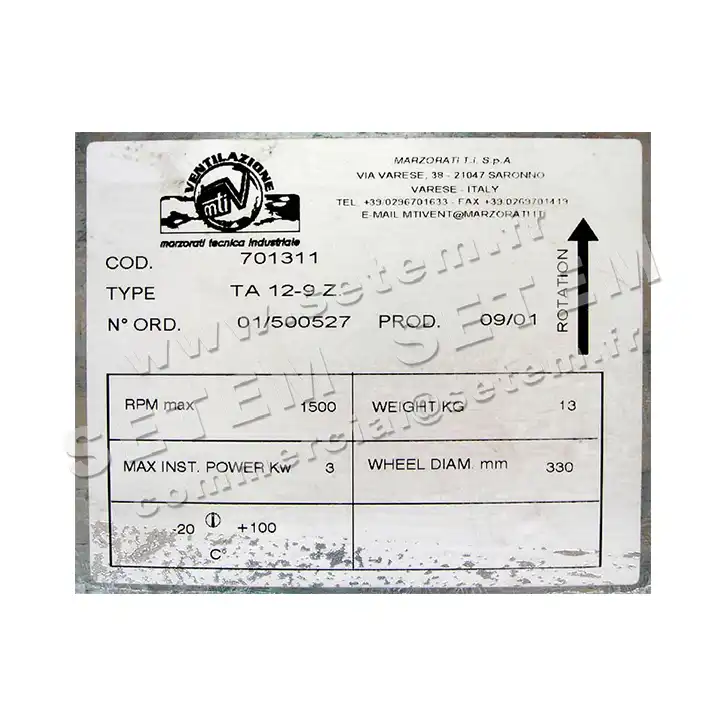 VENTILAZIONE
mtiV
marzorati tecnica industriale
MARZORATI T.I. S.p.A
VIA VARESE, 38 - 21047 SARONNO
VARESE - ITALY
TEL. +39.0296701633 - FAX +39.0269701449
E-MAIL MTIVENT@MARZORATI.IT
COD. 701311
TYPE TA 12-9 Z
N° ORD. 01/500527 PROD. 09/01
ROTATION
RPM max 1500 WEIGHT KG 13
MAX INST. POWER Kw 3 WHEEL DIAM. mm 330
-20 +100
C°
www.setem.fr
SETEM SETEM
commercial@setem.fr